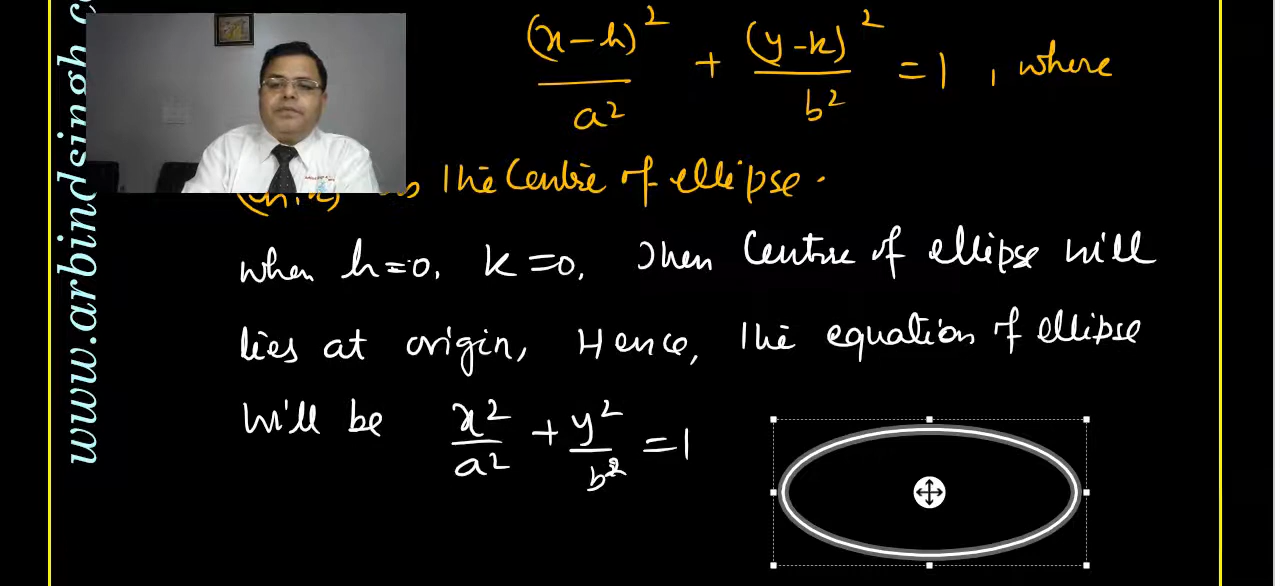 www.arbindsingh.c
(x-h)²/a² + (y-k)²/b² = 1, where
(h,k) is the Centre of ellipse.
When h=0, k=0, then Centre of ellipse will
lies at origin, Hence, the equation of ellipse
Will be x²/a² + y²/b² = 1